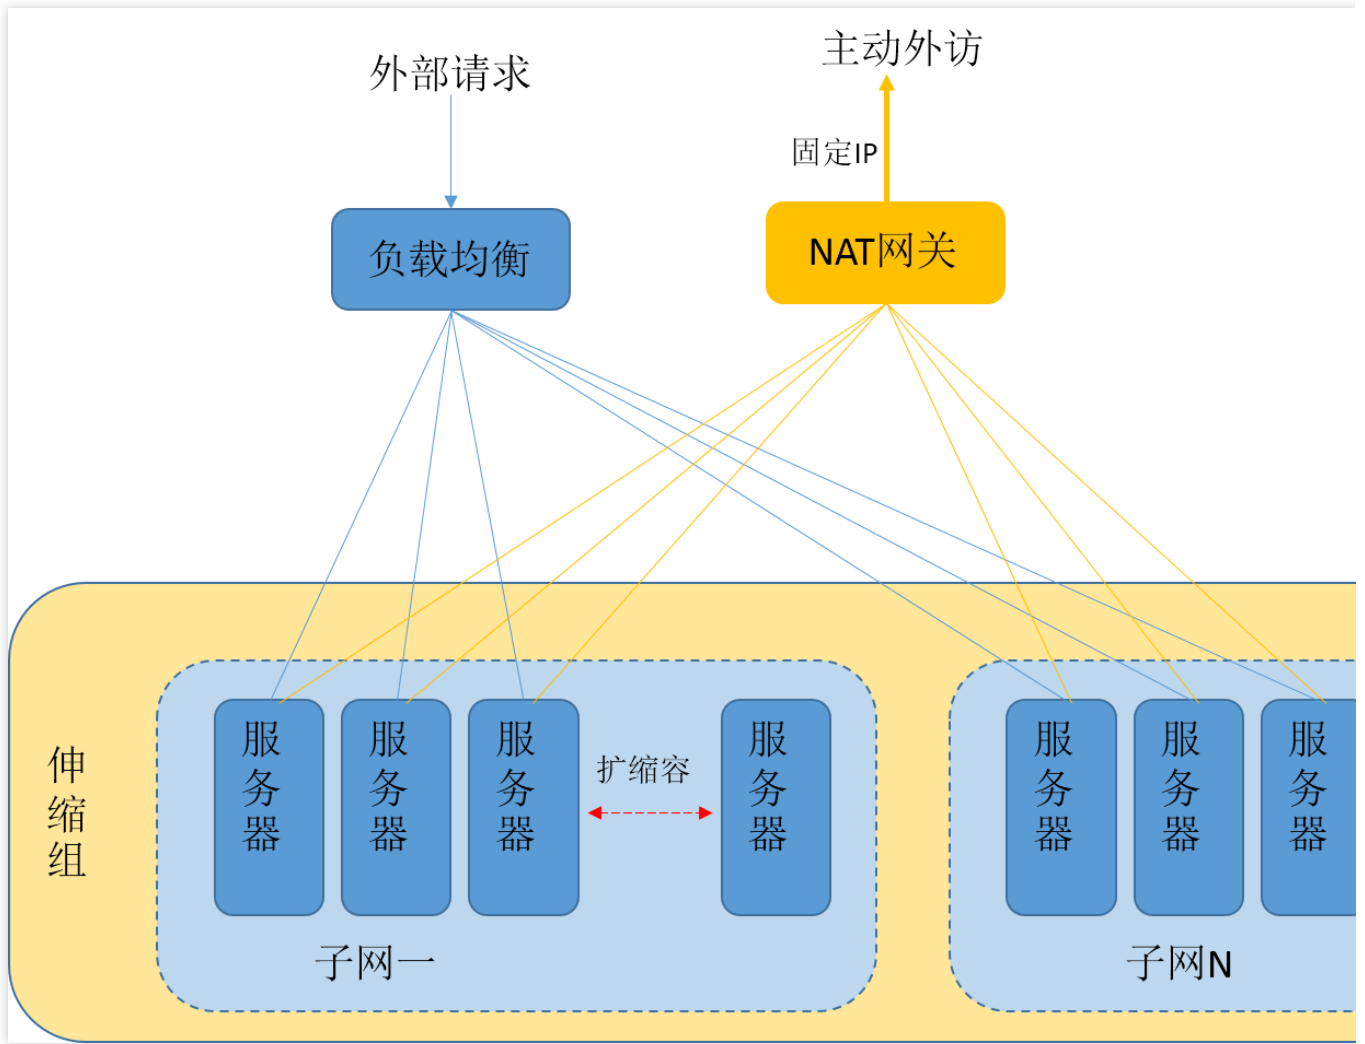 主动外访
外部请求
固定IP
负载均衡
NAT网关
伸缩组
服务器
服务器
服务器
扩缩容
服务器
服务器
服务器
服务器
子网一
子网N